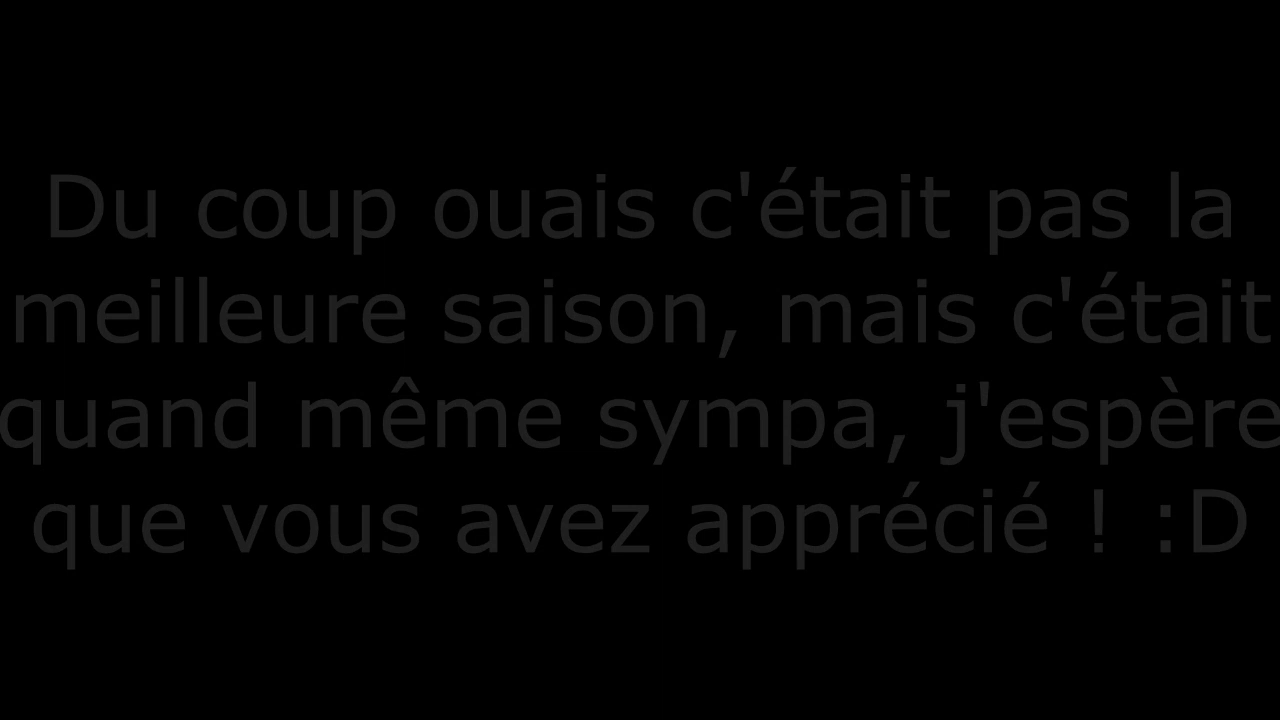 Du coup ouais c'était pas la
meilleure saison, mais c'était
quand même sympa, j'espère
que vous avez apprécié ! :D